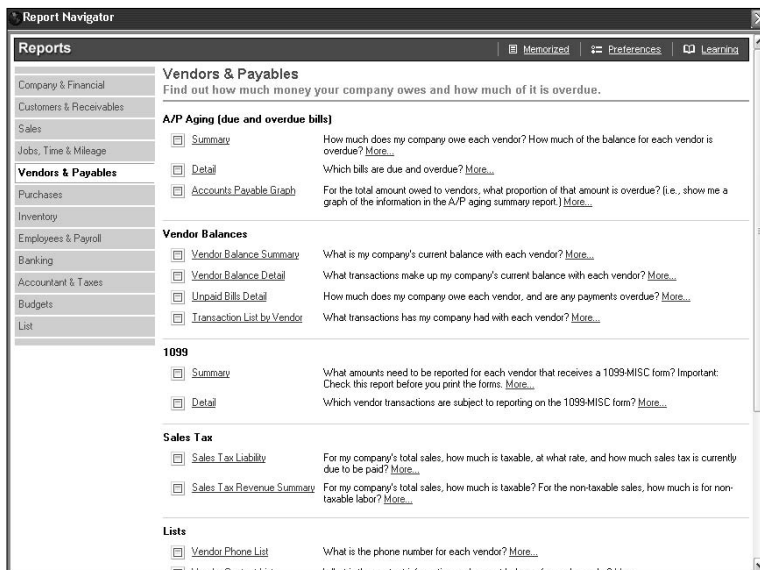 Report Navigator
Reports
Memorized
Preferences
Learning
Company & Financial
Customers & Receivables
Sales
Jobs, Time & Mileage
Vendors & Payables
Purchases
Inventory
Employees & Payroll
Banking
Accountant & Taxes
Budgets
List
Vendors & Payables
Find out how much money your company owes and how much of it is overdue.
A/P Aging (due and overdue bills)
Summary
How much does my company owe each vendor? How much of the balance for each vendor is
overdue? More...
Detail
Which bills are due and overdue? More...
Accounts Payable Graph
For the total amount owed to vendors, what proportion of that amount is overdue? (i.e., show me a
graph of the information in the A/P aging summary report.) More...
Vendor Balances
Vendor Balance Summary
What is my company's current balance with each vendor? More...
Vendor Balance Detail
What transactions make up my company's current balance with each vendor? More...
Unpaid Bills Detail
How much does my company owe each vendor, and are any payments overdue? More...
Transaction List by Vendor
What transactions has my company had with each vendor? More...
1099
Summary
What amounts need to be reported for each vendor that receives a 1099-MISC form? Important:
Check this report before you print the forms. More...
Detail
Which vendor transactions are subject to reporting on the 1099-MISC form? More...
Sales Tax
Sales Tax Liability
For my company's total sales, how much is taxable, at what rate, and how much sales tax is currently
due to be paid? More...
Sales Tax Revenue Summary
For my company's total sales, how much is taxable? For the non-taxable sales, how much is for non-
taxable labor? More...
Lists
Vendor Phone List
What is the phone number for each vendor? More...